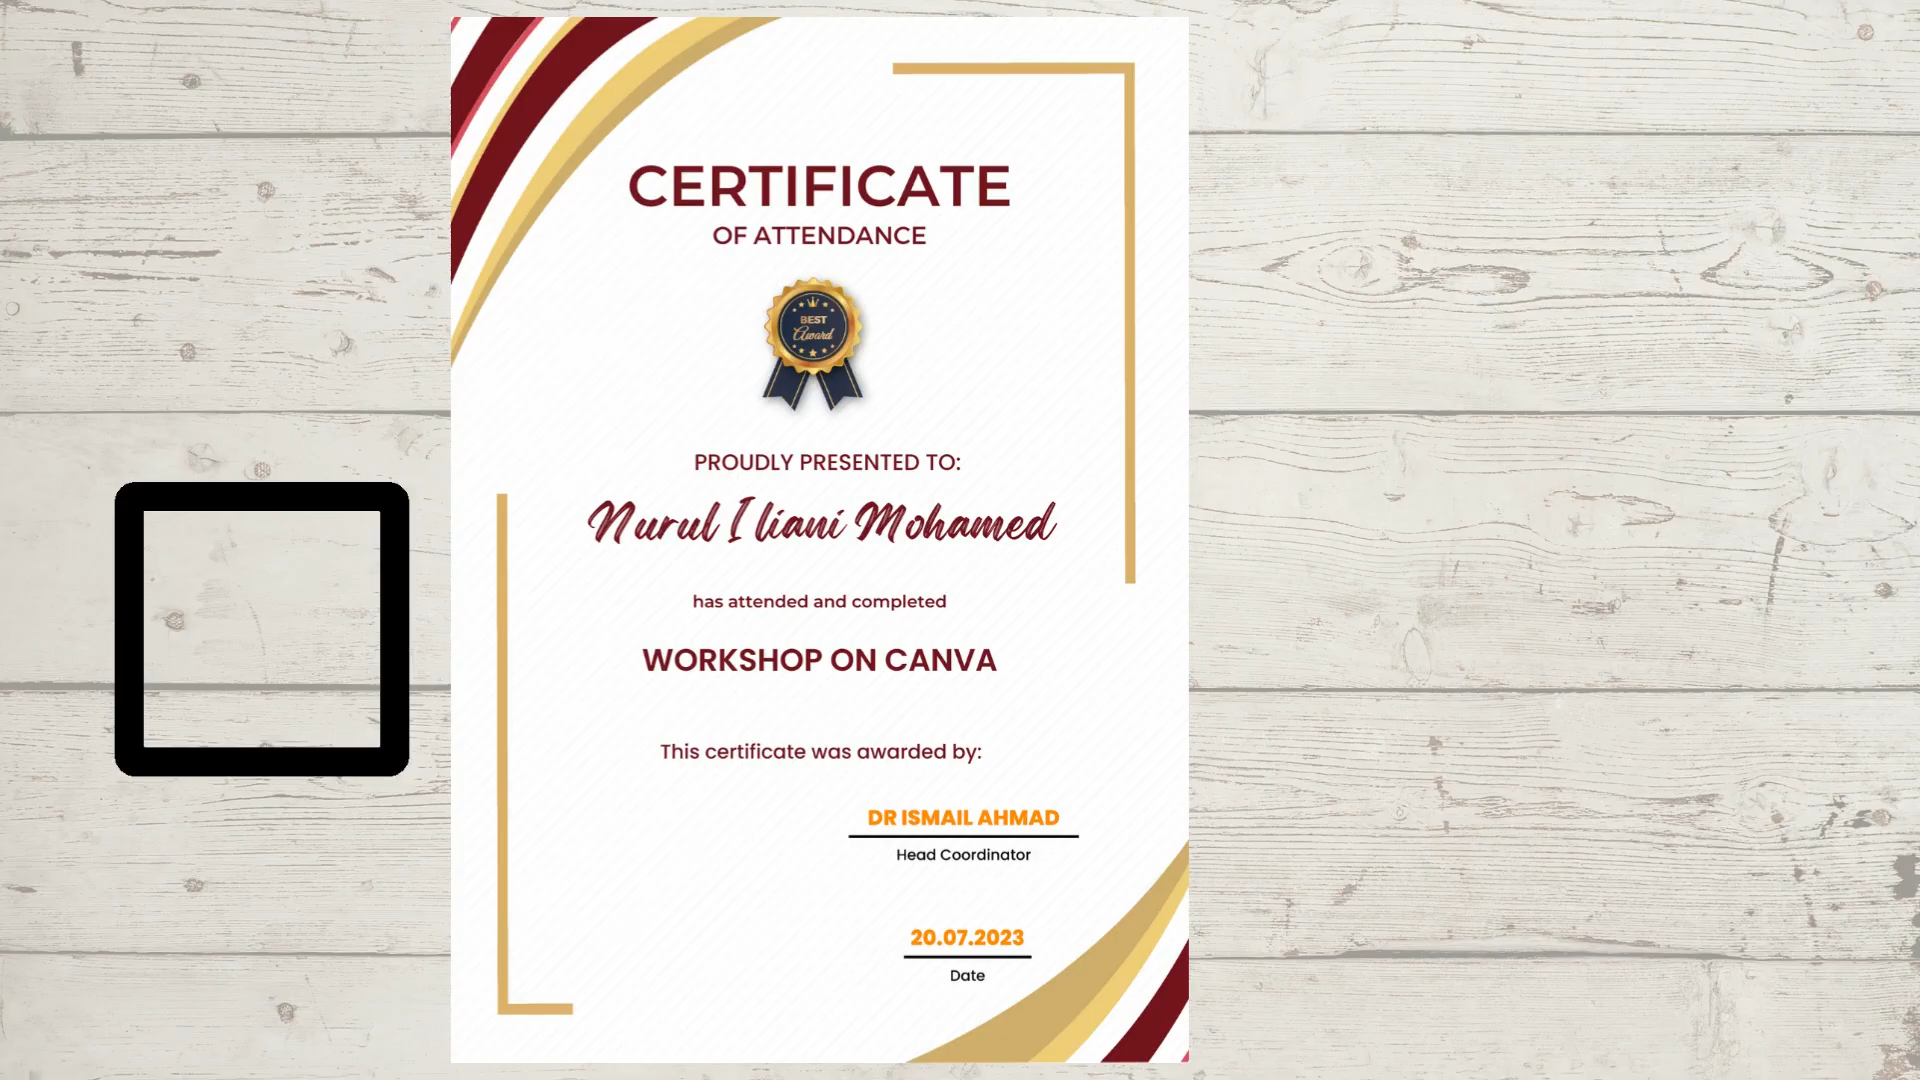 CERTIFICATE
OF ATTENDANCE
BEST
Award
PROUDLY PRESENTED TO:
Nurul Iliani Mohamed
has attended and completed
WORKSHOP ON CANVA
This certificate was awarded by:
DR ISMAIL AHMAD
Head Coordinator
20.07.2023
Date